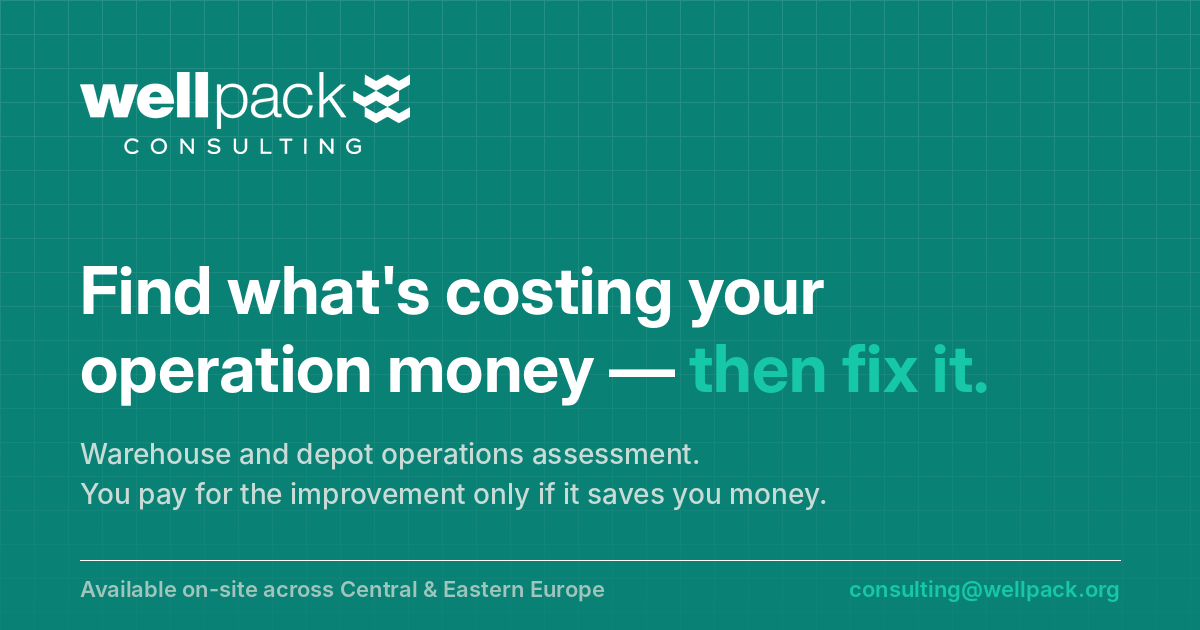 wellpack
CONSULTING
Find what's costing your
operation money — then fix it.
Warehouse and depot operations assessment.
You pay for the improvement only if it saves you money.
Available on-site across Central & Eastern Europe
consulting@wellpack.org